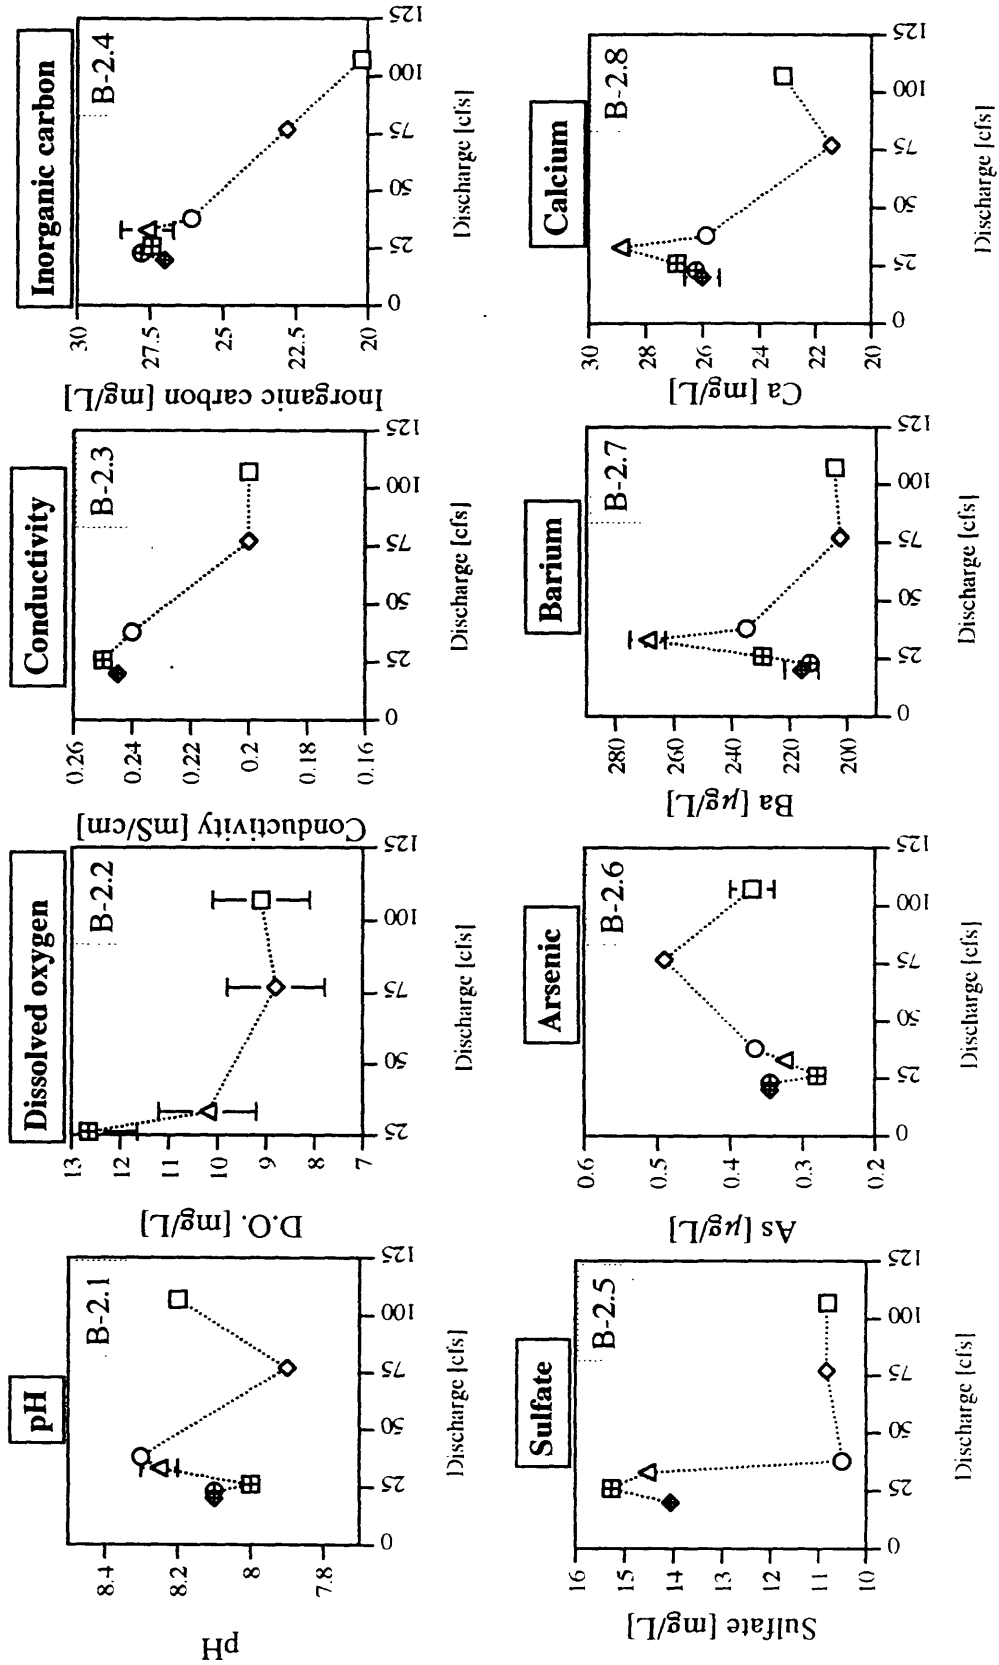 pH
B-2.1
pH
8.4
8.2
8
7.8
0
25
50
75
100
125
Discharge [cfs]
Dissolved oxygen
B-2.2
D.O. [mg/L]
13
12
11
10
9
8
7
25
50
75
100
125
Discharge [cfs]
Conductivity
B-2.3
Conductivity [mS/cm]
0.26
0.24
0.22
0.2
0.18
0.16
0
25
50
75
100
125
Discharge [cfs]
Inorganic carbon
B-2.4
Inorganic carbon [mg/L]
30
27.5
25
22.5
20
0
25
50
75
100
125
Discharge [cfs]
Sulfate
B-2.5
Sulfate [mg/L]
16
15
14
13
12
11
10
0
25
50
75
100
125
Discharge [cfs]
Arsenic
B-2.6
As [µg/L]
0.6
0.5
0.4
0.3
0.2
0
25
50
75
100
125
Discharge [cfs]
Barium
B-2.7
Ba [µg/L]
280
260
240
220
200
0
25
50
75
100
125
Discharge [cfs]
Calcium
B-2.8
Ca [mg/L]
30
28
26
24
22
20
0
25
50
75
100
125
Discharge [cfs]